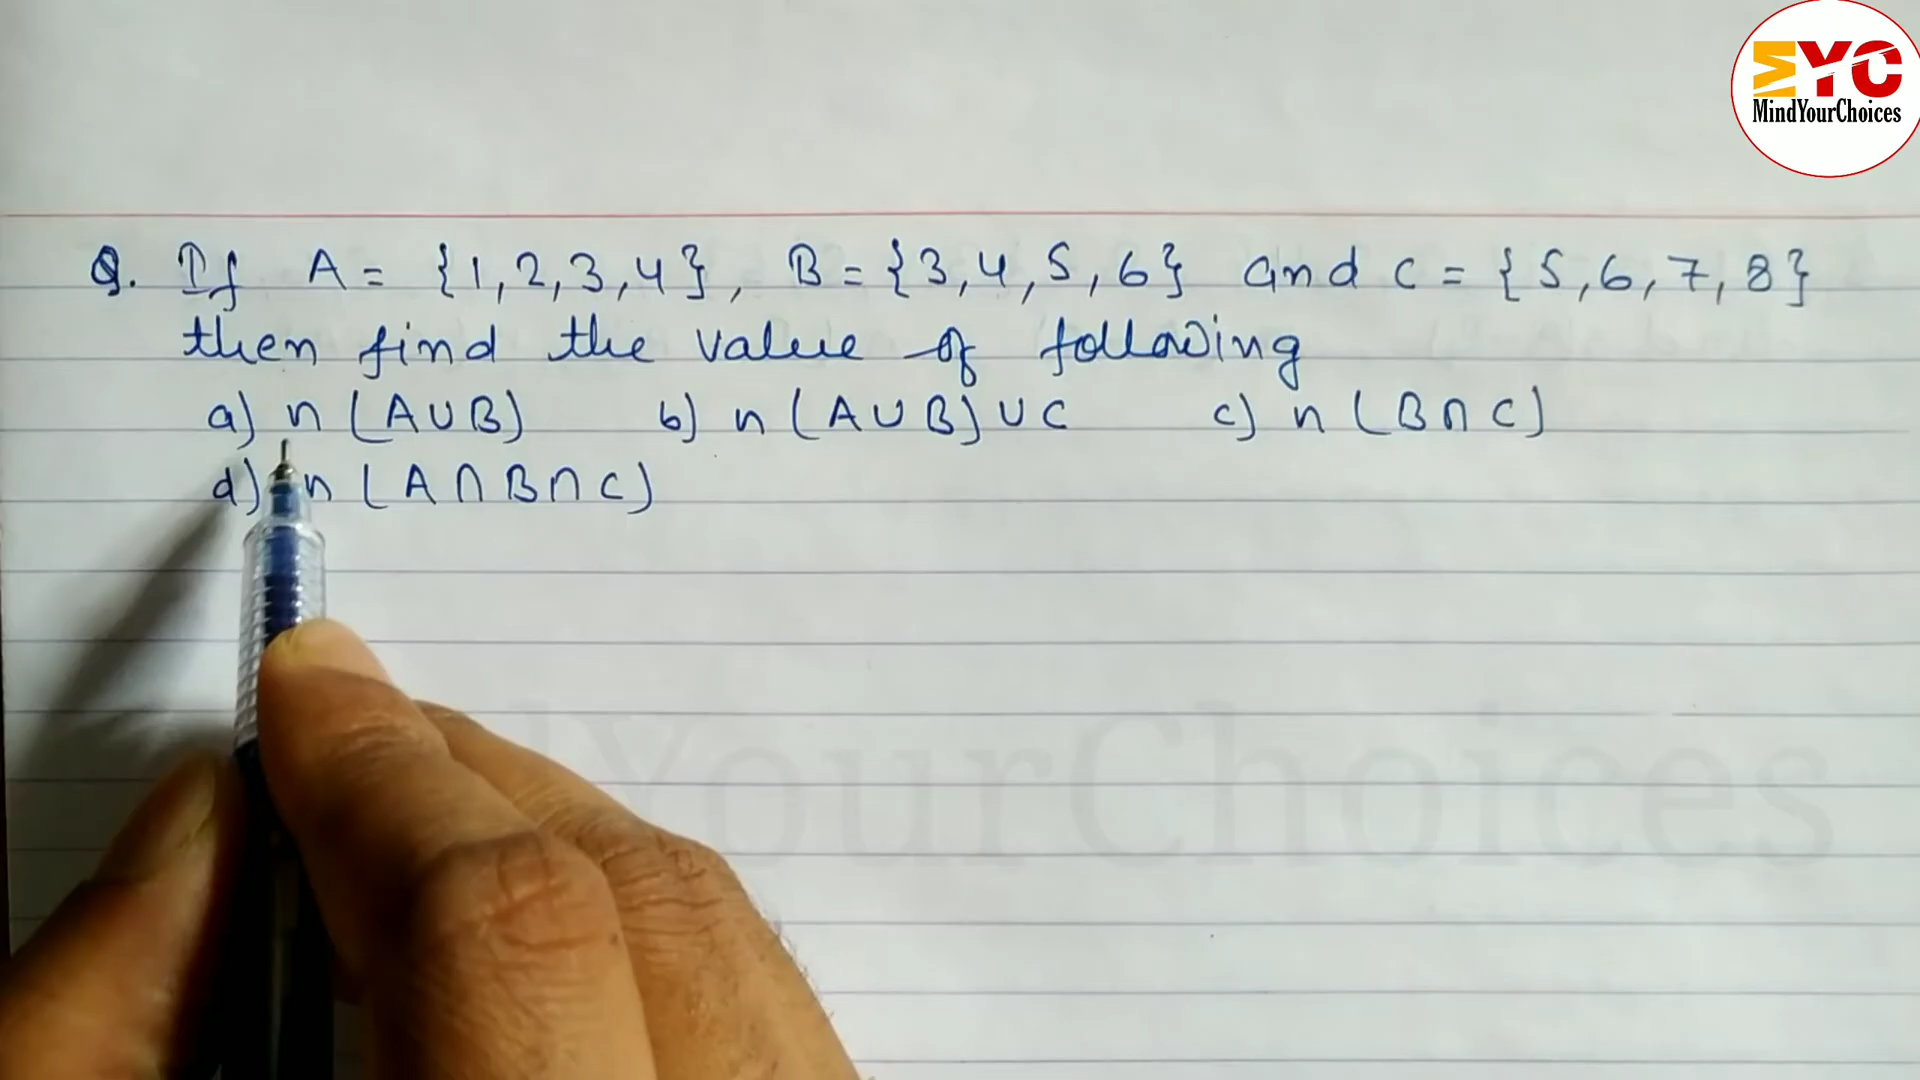 MYC
MindYourChoices
Q. If A = {1,2,3,4}, B = {3,4,5,6} and C = {5,6,7,8}
then find the value of following
a) n (A∪B) b) n (A∪B)∪C c) n (B∩C)
d) n (A∩B∩C)
YourChoices